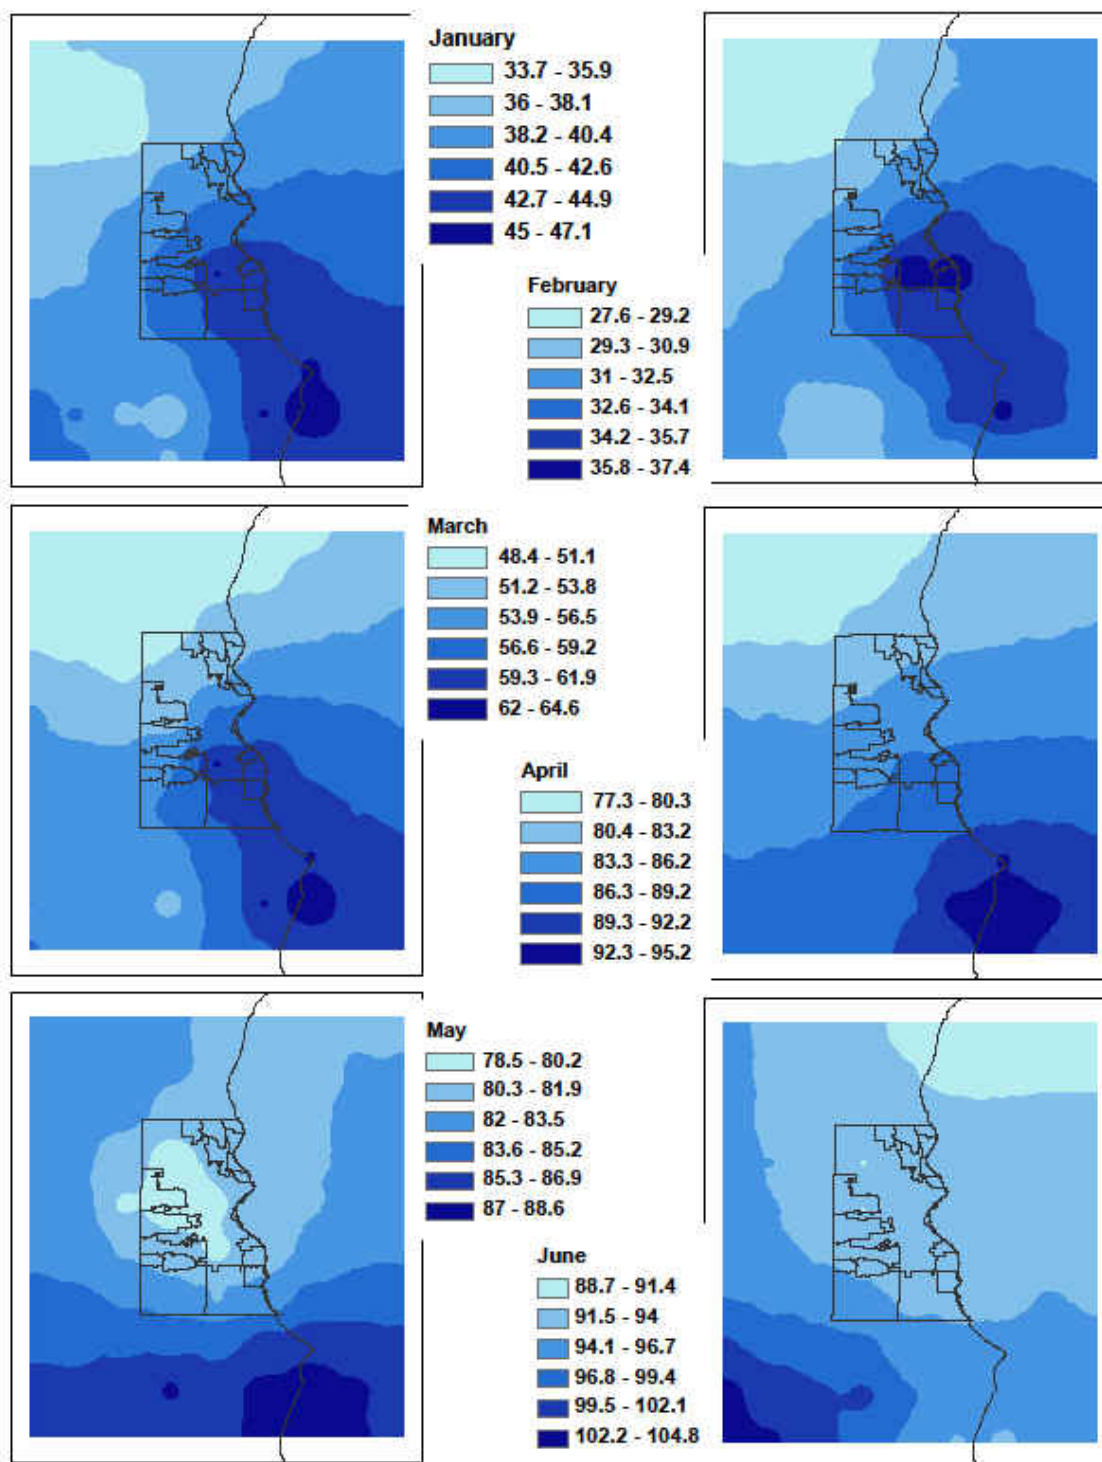 January
33.7 - 35.9
36 - 38.1
38.2 - 40.4
40.5 - 42.6
42.7 - 44.9
45 - 47.1
February
27.6 - 29.2
29.3 - 30.9
31 - 32.5
32.6 - 34.1
34.2 - 35.7
35.8 - 37.4
March
48.4 - 51.1
51.2 - 53.8
53.9 - 56.5
56.6 - 59.2
59.3 - 61.9
62 - 64.6
April
77.3 - 80.3
80.4 - 83.2
83.3 - 86.2
86.3 - 89.2
89.3 - 92.2
92.3 - 95.2
May
78.5 - 80.2
80.3 - 81.9
82 - 83.5
83.6 - 85.2
85.3 - 86.9
87 - 88.6
June
88.7 - 91.4
91.5 - 94
94.1 - 96.7
96.8 - 99.4
99.5 - 102.1
102.2 - 104.8